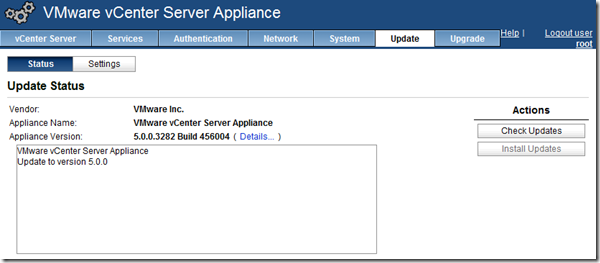 VMware vCenter Server Appliance
Help | Logout user root
vCenter Server Services Authentication Network System Update Upgrade
Status Settings
Update Status
Vendor: VMware Inc.
Appliance Name: VMware vCenter Server Appliance
Appliance Version: 5.0.0.3282 Build 456004 ( Details... )
VMware vCenter Server Appliance
Update to version 5.0.0
Actions
Check Updates
Install Updates